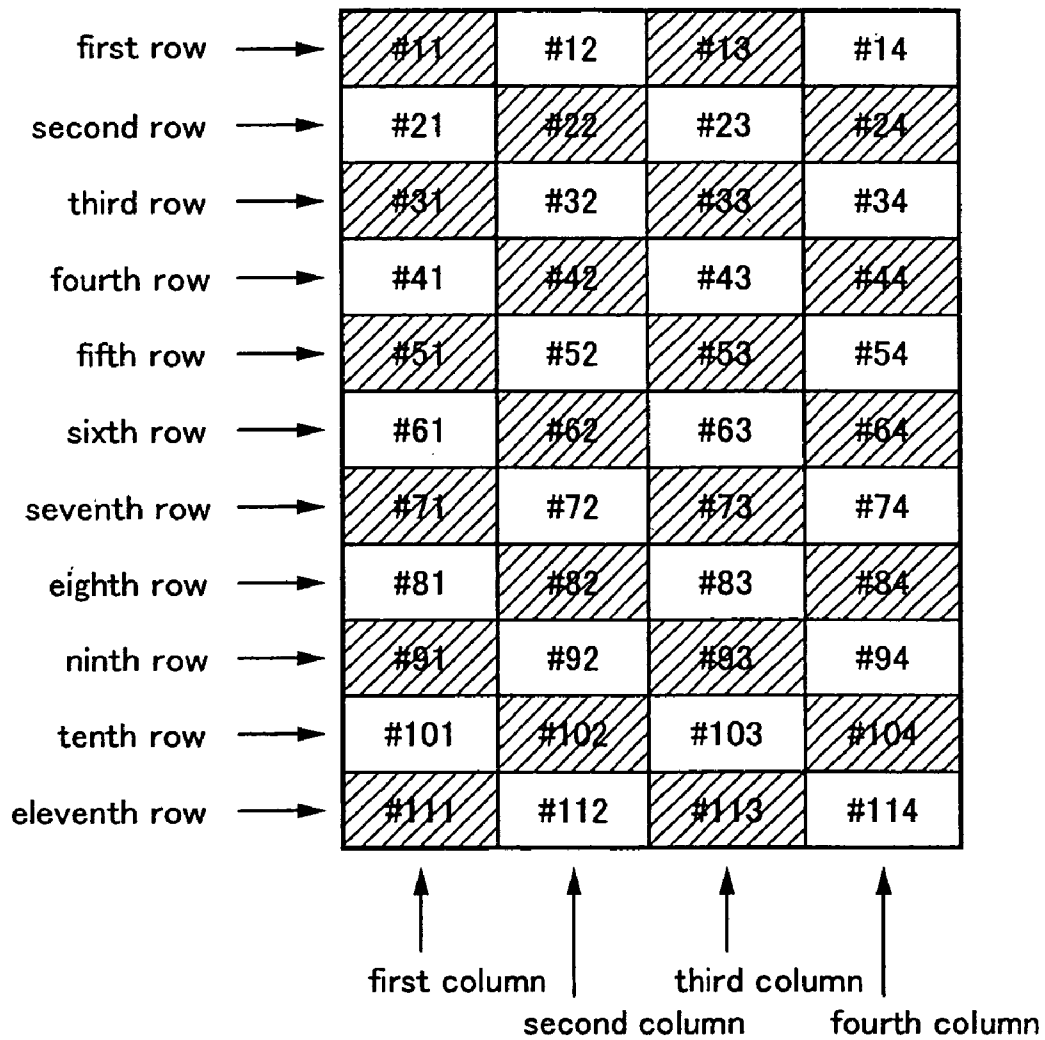 first row #11 #12 #13 #14
second row #21 #22 #23 #24
third row #31 #32 #33 #34
fourth row #41 #42 #43 #44
fifth row #51 #52 #53 #54
sixth row #61 #62 #63 #64
seventh row #71 #72 #73 #74
eighth row #81 #82 #83 #84
ninth row #91 #92 #93 #94
tenth row #101 #102 #103 #104
eleventh row #111 #112 #113 #114
first column third column
second column fourth column